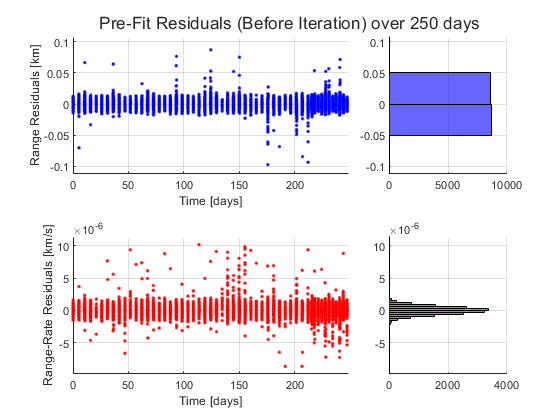 Pre-Fit Residuals (Before Iteration) over 250 days
Range Residuals [km]
0.1
0.05
0
-0.05
-0.1
0 50 100 150 200
Time [days]
0.1
0.05
0
-0.05
-0.1
0 5000 10000
Range-Rate Residuals [km/s]
×10⁻⁶
10
5
0
-5
0 50 100 150 200
Time [days]
×10⁻⁶
10
5
0
-5
0 2000 4000